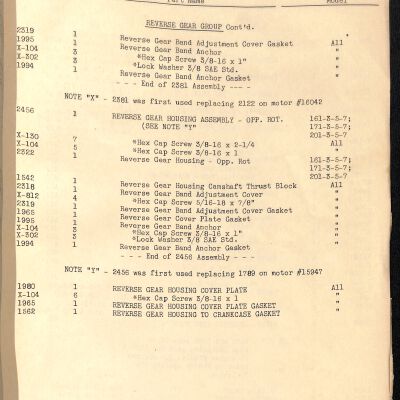 Part Name Model
REVERSE GEAR GROUP Cont'd.
2319 1 Reverse Gear Band Adjustment Cover Gasket All
1995 1 Reverse Gear Band Anchor "
X-104 3 *Hex Cap Screw 3/8-16 x 1" "
X-302 3 *Lock Washer 3/8 SAE Std. "
1994 1 Reverse Gear Band Anchor Gasket "
- - - End of 2381 Assembly - - - -
NOTE "X" - 2381 was first used replacing 2122 on motor #16042
2456 1 REVERSE GEAR HOUSING ASSEMBLY - OPP. ROT. 161-3-5-7;
(SEE NOTE "Y" 171-3-5-7;
201-3-5-7
X-130 7 *Hex Cap Screw 3/8-16 x 2-1/4 All
X-104 5 *Hex Cap Screw 3/8-16 x 1 "
2322 1 Reverse Gear Housing - Opp. Rot 161-3-5-7;
171-3-5-7;
201-3-5-7
1542 1 Reverse Gear Housing Camshaft Thrust Block All
2318 1 Reverse Gear Band Adjustment Cover "
X-812 4 *Hex Cap Screw 5/16-18 x 7/8" "
2319 1 Reverse Gear Band Adjustment Cover Gasket "
1965 1 Reverse Gear Cover Plate Gasket "
1995 1 Reverse Gear Band Anchor "
X-104 3 *Hex Cap Screw 3/8-16 x 1" "
X-302 3 *Lock Washer 3/8 SAE Std. "
1994 1 Reverse Gear Band Anchor Gasket "
- - - End of 2456 Assembly - - -
NOTE "Y" - 2456 was first used replacing 1789 on motor #15947
1980 1 REVERSE GEAR HOUSING COVER PLATE All
X-104 6 *Hex Cap Screw 3/8-16 x 1 "
1965 1 REVERSE GEAR HOUSING COVER PLATE GASKET "
1562 1 REVERSE GEAR HOUSING TO CRANKCASE GASKET "